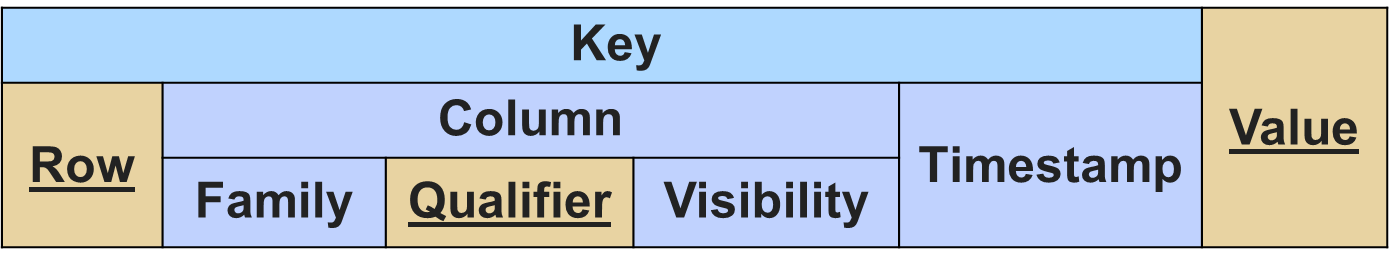 Key
Value
Column
Row
Timestamp
Family
Qualifier
Visibility